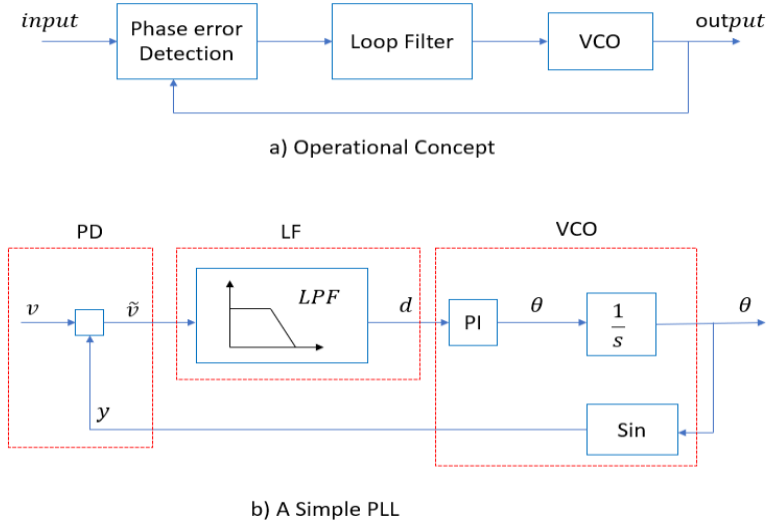 input
Phase error
Detection
Loop Filter
VCO
output
a) Operational Concept
PD
LF
VCO
v
ṽ
LPF
d
PI
θ
1
s
θ
y
Sin
b) A Simple PLL